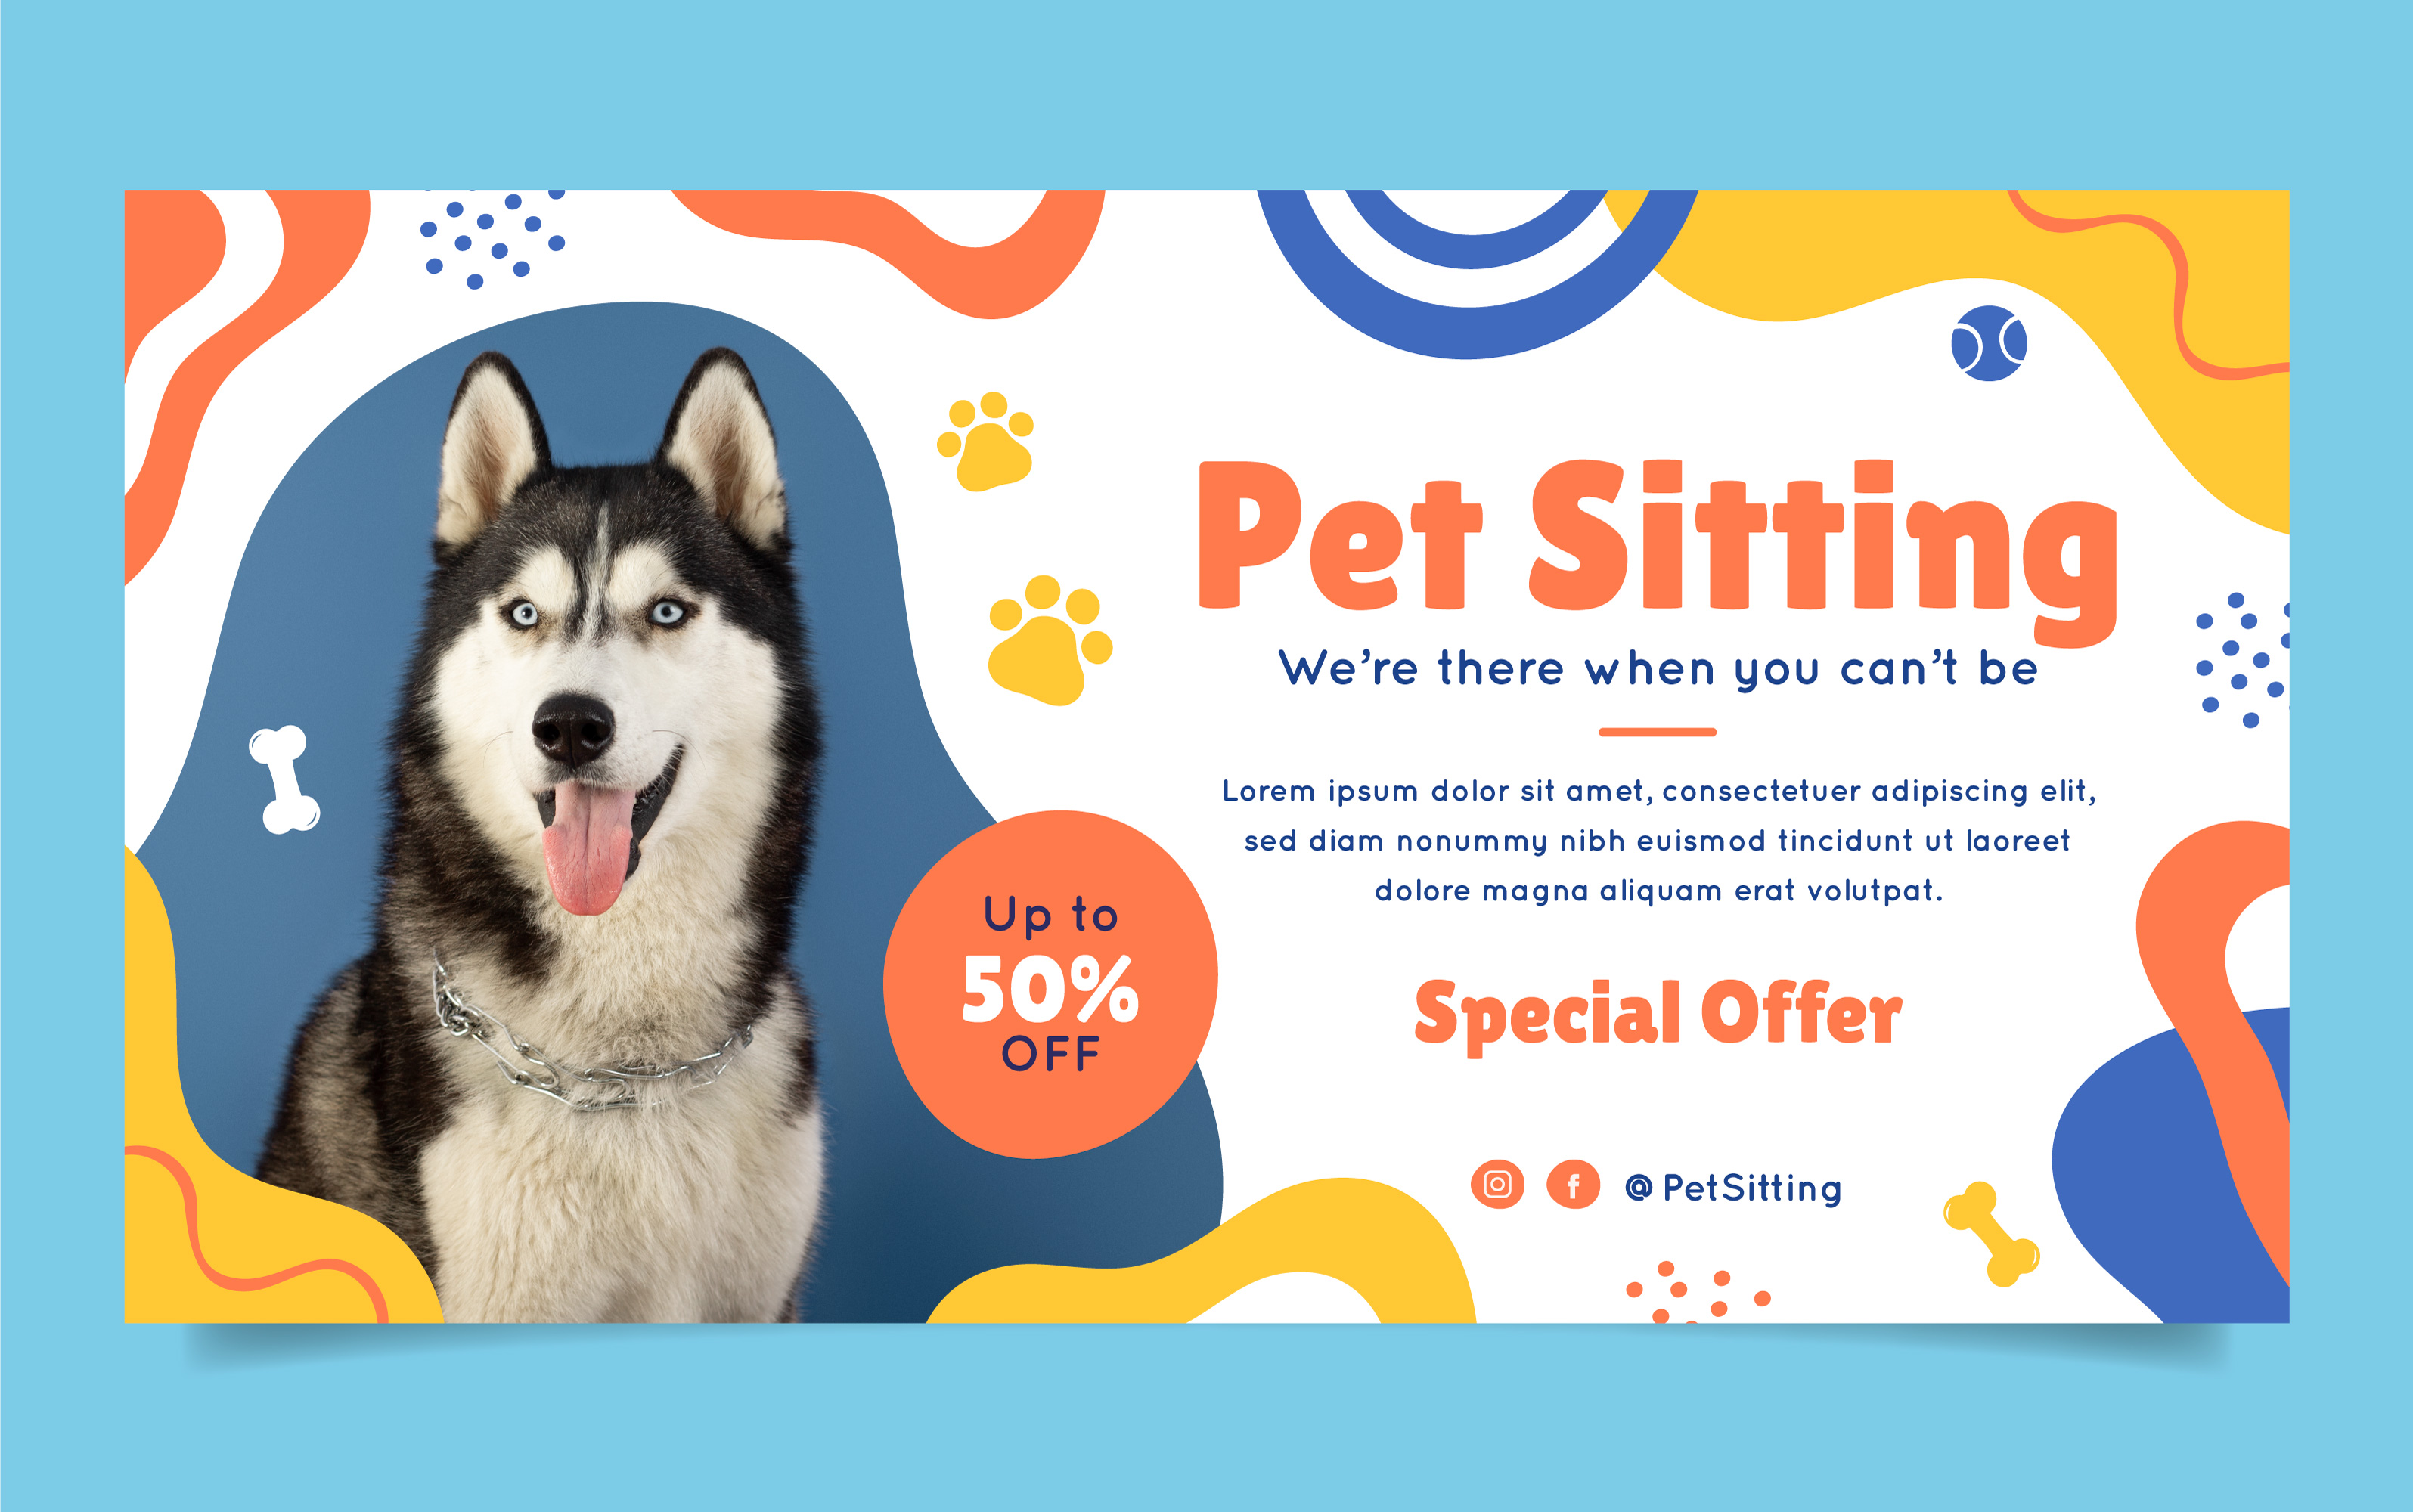 Pet Sitting
We're there when you can't be
Lorem ipsum dolor sit amet, consectetuer adipiscing elit,
sed diam nonummy nibh euismod tincidunt ut laoreet
dolore magna aliquam erat volutpat.
Up to
50%
OFF
Special Offer
@PetSitting